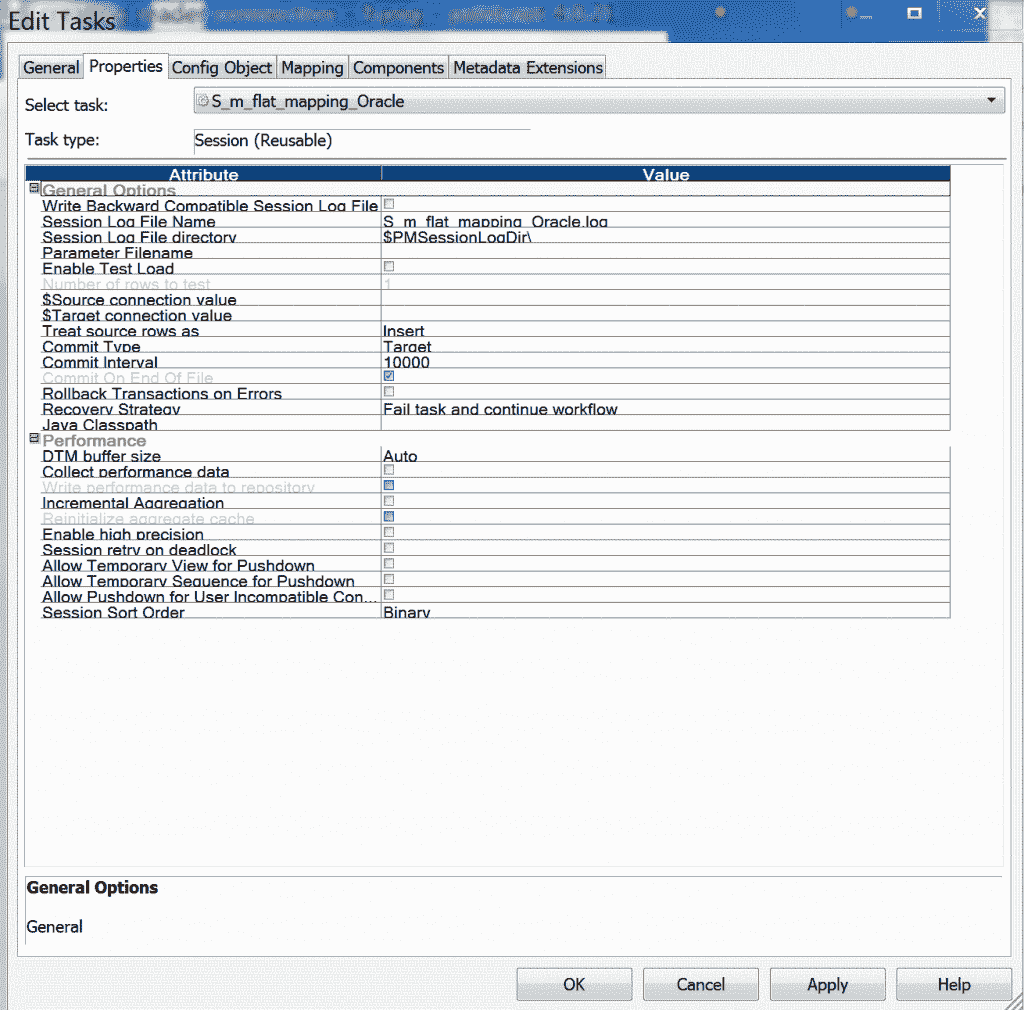 Edit Tasks
General Properties Config Object Mapping Components Metadata Extensions
Select task: S_m_flat_mapping_Oracle
Task type: Session (Reusable)
Attribute Value
General Options
Write Backward Compatible Session Log File
Session Log File Name S_m_flat_mapping_Oracle.log
Session Log File directory $PMSessionLogDir\
Parameter Filename
Enable Test Load
Number of rows to test 1
$Source connection value
$Target connection value
Treat source rows as Insert
Commit Type Target
Commit Interval 10000
Commit On End Of File
Rollback Transactions on Errors
Recovery Strategy Fail task and continue workflow
Java Classpath
Performance
DTM buffer size Auto
Collect performance data
Write performance data to repository
Incremental Aggregation
Reinitialize aggregate cache
Enable high precision
Session retry on deadlock
Allow Temporary View for Pushdown
Allow Temporary Sequence for Pushdown
Allow Pushdown for User Incompatible Con...
Session Sort Order Binary
General Options
General
OK Cancel Apply Help